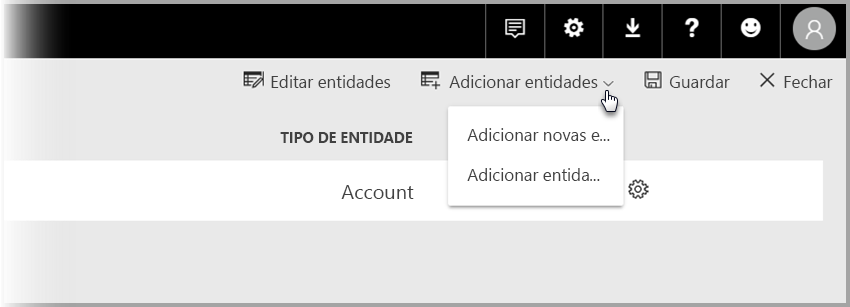 Editar entidades Adicionar entidades Guardar Fechar
TIPO DE ENTIDADE
Adicionar novas e...
Adicionar entida...
Account